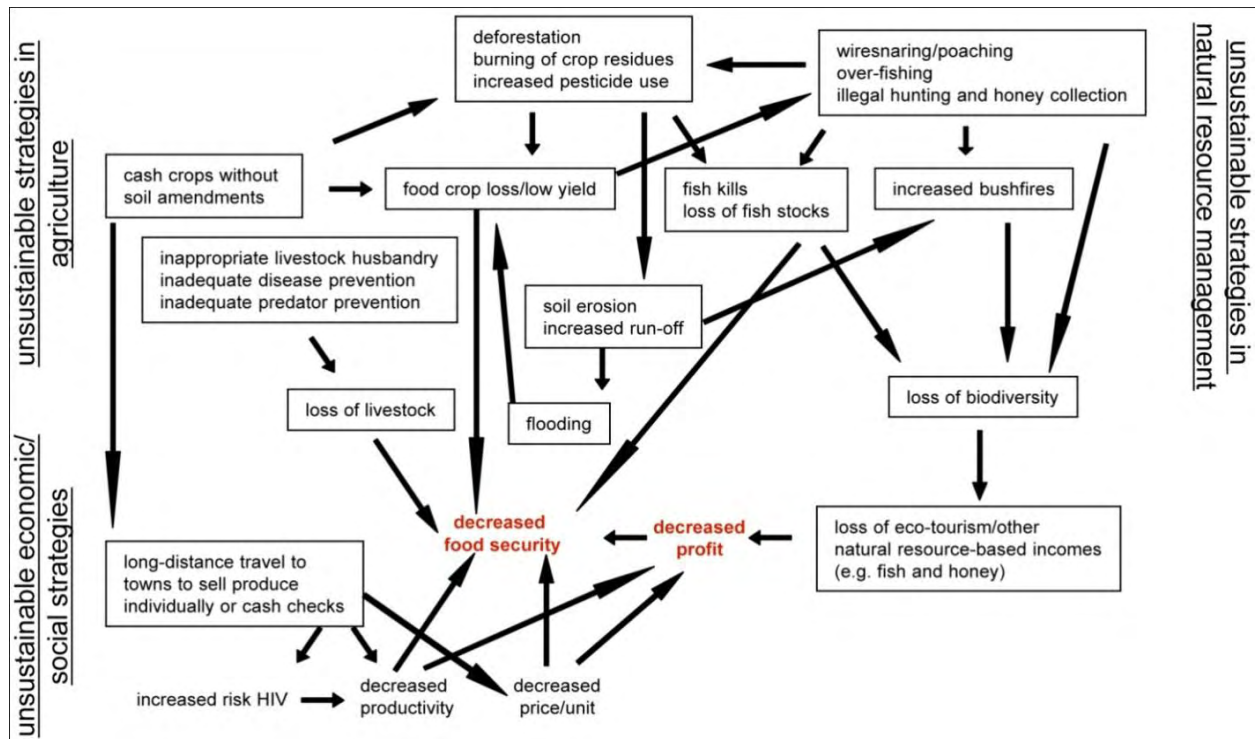 unsustainable strategies in
agriculture
unsustainable economic/
social strategies
unsustainable strategies in
natural resource management
deforestation
burning of crop residues
increased pesticide use
wiresnaring/poaching
over-fishing
illegal hunting and honey collection
cash crops without
soil amendments
food crop loss/low yield
fish kills
loss of fish stocks
increased bushfires
inappropriate livestock husbandry
inadequate disease prevention
inadequate predator prevention
soil erosion
increased run-off
loss of livestock
flooding
loss of biodiversity
decreased
food security
decreased
profit
loss of eco-tourism/other
natural resource-based incomes
(e.g. fish and honey)
long-distance travel to
towns to sell produce
individually or cash checks
increased risk HIV
decreased
productivity
decreased
price/unit